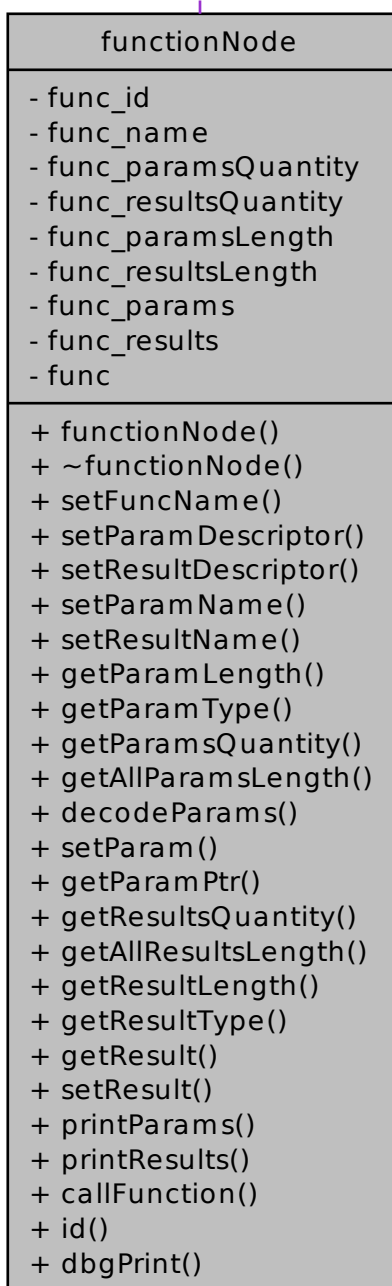 functionNode
- func_id
- func_name
- func_paramsQuantity
- func_resultsQuantity
- func_paramsLength
- func_resultsLength
- func_params
- func_results
- func
+ functionNode()
+ ~functionNode()
+ setFuncName()
+ setParamDescriptor()
+ setResultDescriptor()
+ setParamName()
+ setResultName()
+ getParamLength()
+ getParamType()
+ getParamsQuantity()
+ getAllParamsLength()
+ decodeParams()
+ setParam()
+ getParamPtr()
+ getResultsQuantity()
+ getAllResultsLength()
+ getResultLength()
+ getResultType()
+ getResult()
+ setResult()
+ printParams()
+ printResults()
+ callFunction()
+ id()
+ dbgPrint()